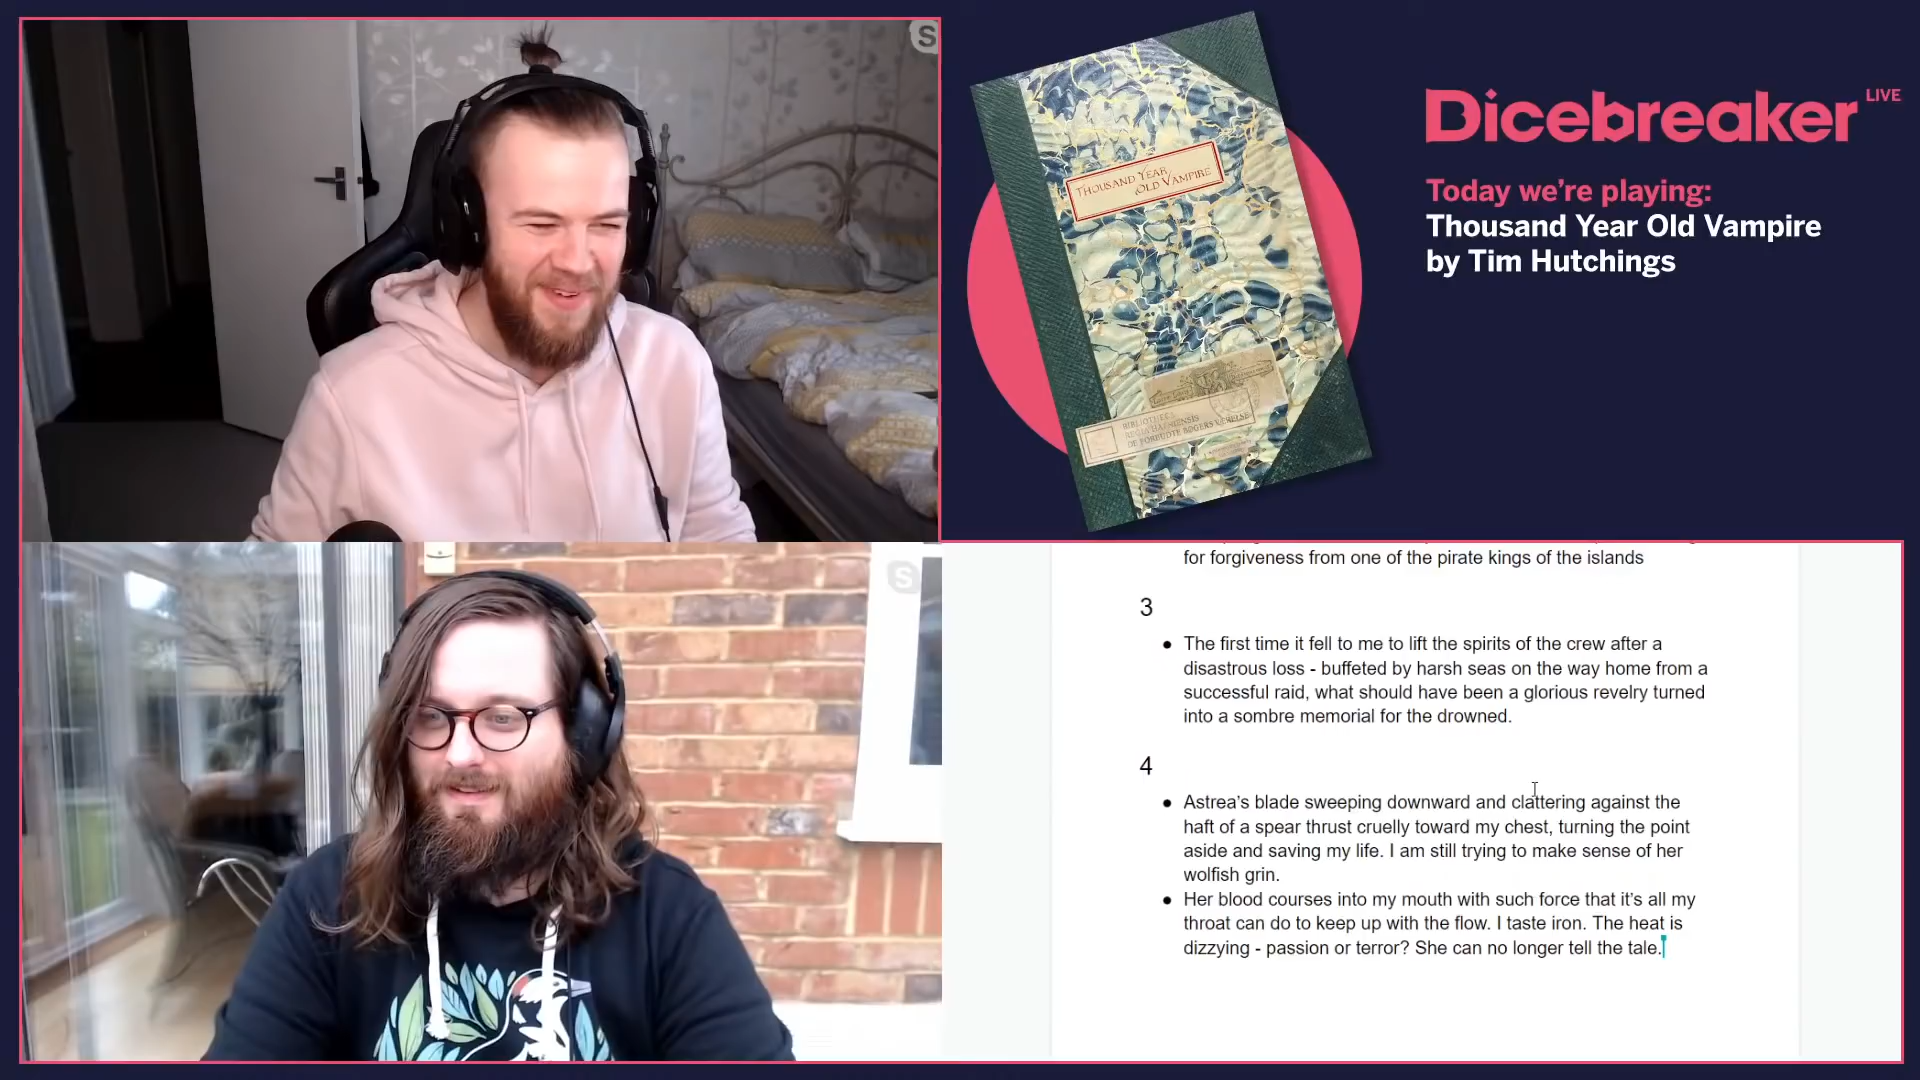 S
Dicebreaker LIVE
Today we're playing:
Thousand Year Old Vampire
by Tim Hutchings
THOUSAND YEAR
OLD VAMPIRE
S
for forgiveness from one of the pirate kings of the islands
3
● The first time it fell to me to lift the spirits of the crew after a
disastrous loss - buffeted by harsh seas on the way home from a
successful raid, what should have been a glorious revelry turned
into a sombre memorial for the drowned.
4
● Astrea’s blade sweeping downward and clattering against the
haft of a spear thrust cruelly toward my chest, turning the point
aside and saving my life. I am still trying to make sense of her
wolfish grin.
● Her blood courses into my mouth with such force that it’s all my
throat can do to keep up with the flow. I taste iron. The heat is
dizzying - passion or terror? She can no longer tell the tale.